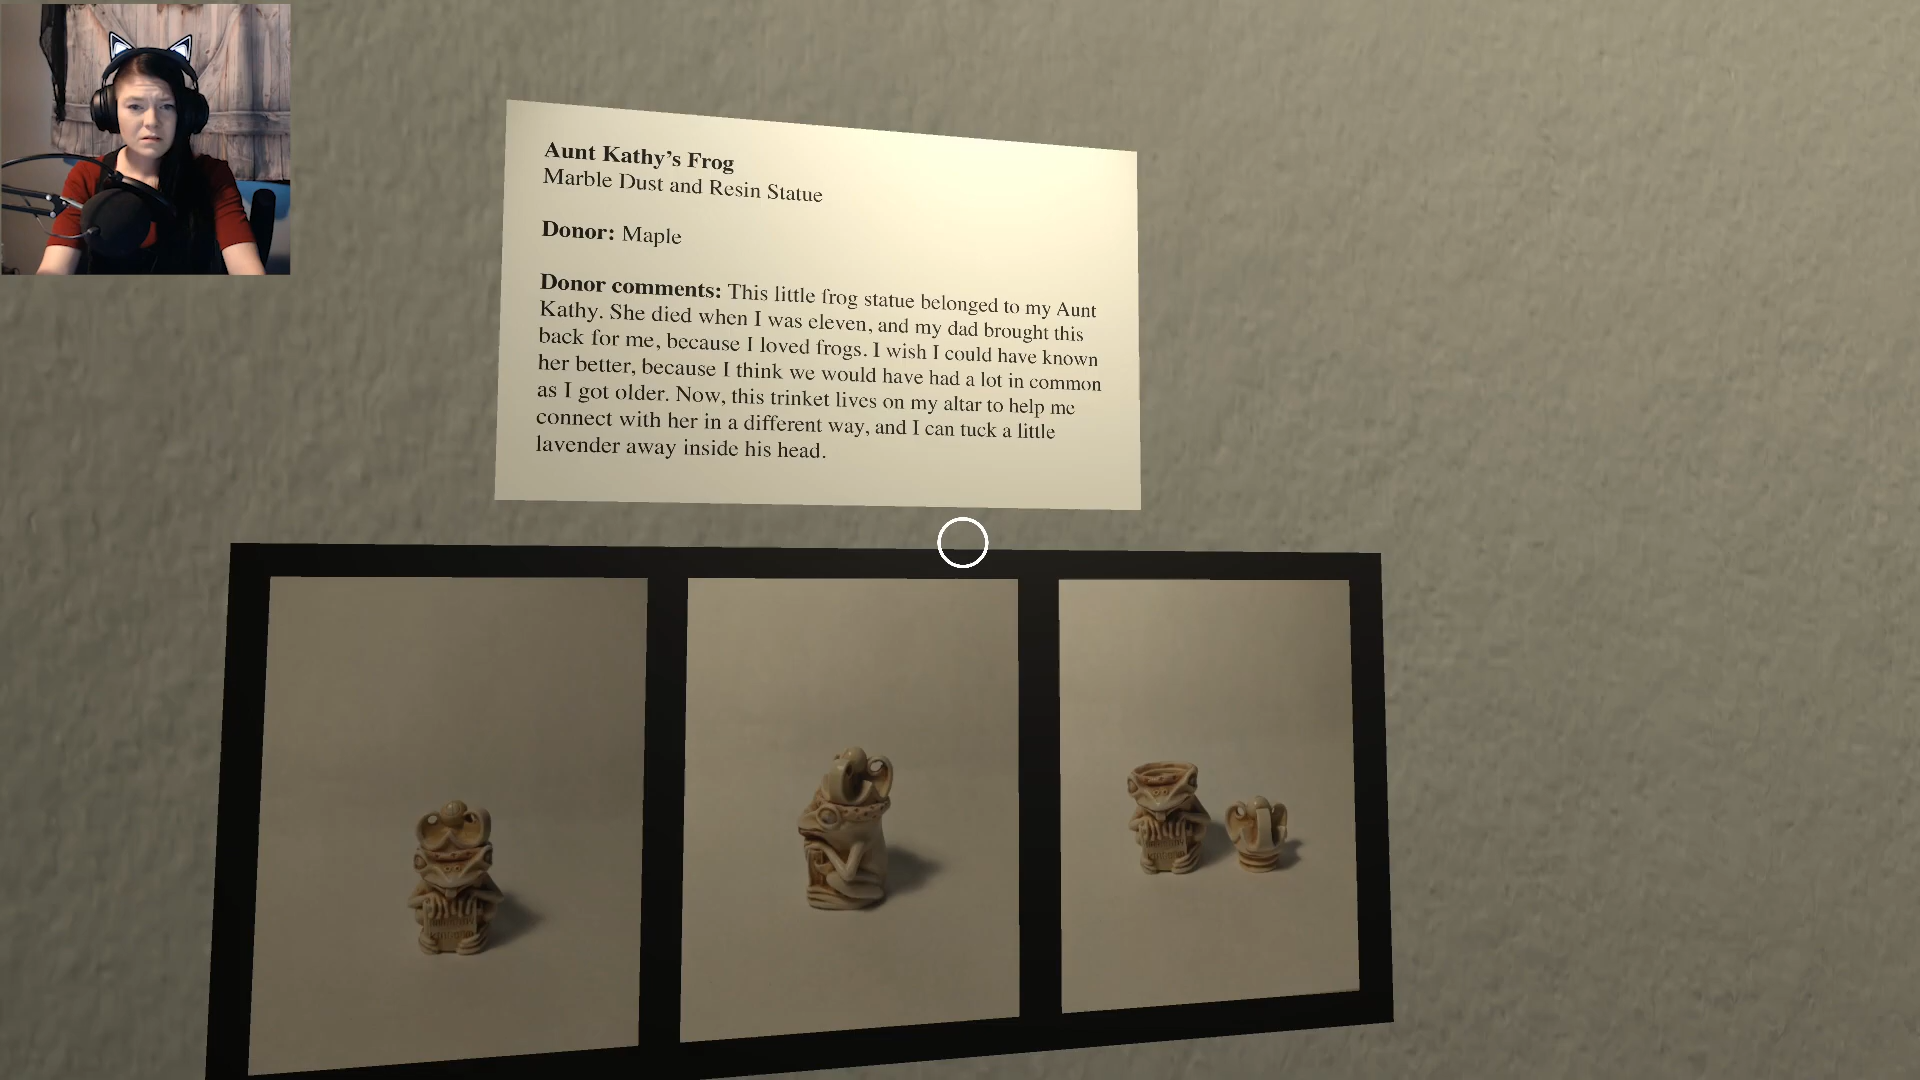 Aunt Kathy's Frog
Marble Dust and Resin Statue
Donor: Maple
Donor comments: This little frog statue belonged to my Aunt
Kathy. She died when I was eleven, and my dad brought this
back for me, because I loved frogs. I wish I could have known
her better, because I think we would have had a lot in common
as I got older. Now, this trinket lives on my altar to help me
connect with her in a different way, and I can tuck a little
lavender away inside his head.